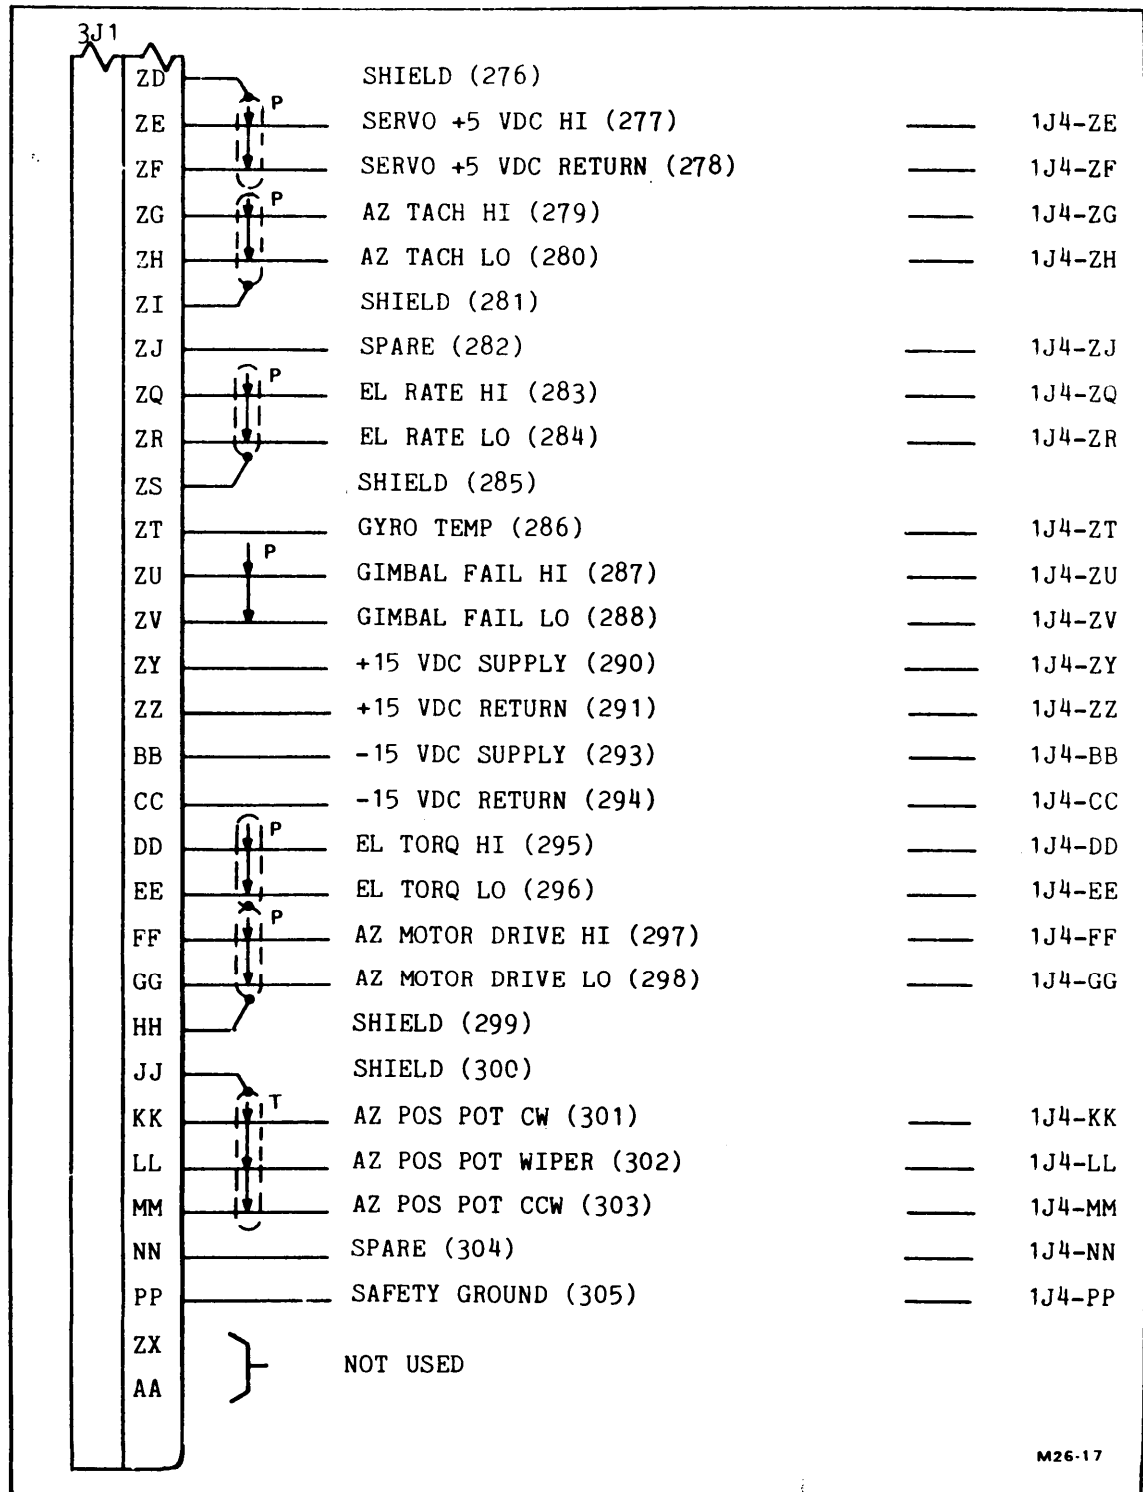 3J1
ZD SHIELD (276)
P
ZE SERVO +5 VDC HI (277) 1J4-ZE
ZF SERVO +5 VDC RETURN (278) 1J4-ZF
P
ZG AZ TACH HI (279) 1J4-ZG
ZH AZ TACH LO (280) 1J4-ZH
ZI SHIELD (281)
ZJ SPARE (282) 1J4-ZJ
P
ZQ EL RATE HI (283) 1J4-ZQ
ZR EL RATE LO (284) 1J4-ZR
ZS SHIELD (285)
ZT GYRO TEMP (286) 1J4-ZT
P
ZU GIMBAL FAIL HI (287) 1J4-ZU
ZV GIMBAL FAIL LO (288) 1J4-ZV
ZY +15 VDC SUPPLY (290) 1J4-ZY
ZZ +15 VDC RETURN (291) 1J4-ZZ
BB -15 VDC SUPPLY (293) 1J4-BB
CC -15 VDC RETURN (294) 1J4-CC
P
DD EL TORQ HI (295) 1J4-DD
EE EL TORQ LO (296) 1J4-EE
P
FF AZ MOTOR DRIVE HI (297) 1J4-FF
GG AZ MOTOR DRIVE LO (298) 1J4-GG
HH SHIELD (299)
JJ SHIELD (300)
T
KK AZ POS POT CW (301) 1J4-KK
LL AZ POS POT WIPER (302) 1J4-LL
MM AZ POS POT CCW (303) 1J4-MM
NN SPARE (304) 1J4-NN
PP SAFETY GROUND (305) 1J4-PP
ZX
NOT USED
AA
M26-17